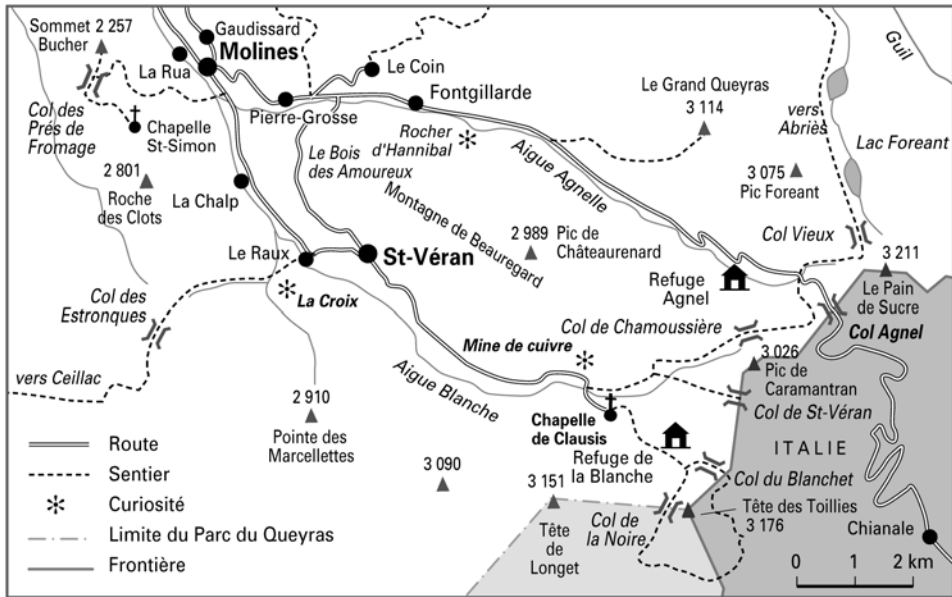 Sommet 2 257
Bucher
Gaudissard
Molines
La Rua
Le Coin
Pierre-Grosse
Fontgillarde
Le Grand Queyras
3 114
Guil
vers
Abriès
Lac Foreant
Col des
Prés de
Fromage
Chapelle
St-Simon
Rocher
d'Hannibal
Aigue Agnelle
Le Bois
des Amoureux
2 801
Roche
des Clots
La Chalp
3 075
Pic Foreant
Montagne de Beauregard
Col Vieux
2 989
Pic de
Châteaurenard
Le Raux
St-Véran
3 211
Le Pain
de Sucre
Refuge
Agnel
Col des
Estronques
La Croix
Col de Chamoussière
Col Agnel
Mine de cuivre
3 026
Pic de
Caramantran
vers Ceillac
Aigue Blanche
2 910
Pointe des
Marcellettes
Chapelle
de Clausis
Col de St-Véran
ITALIE
Refuge de
la Blanche
Col du Blanchet
3 090
3 151
Tête
de
Longet
Col de
la Noire
Tête des Toillies
3 176
Chianale
Route
Sentier
Curiosité
Limite du Parc du Queyras
Frontière
0 1 2 km